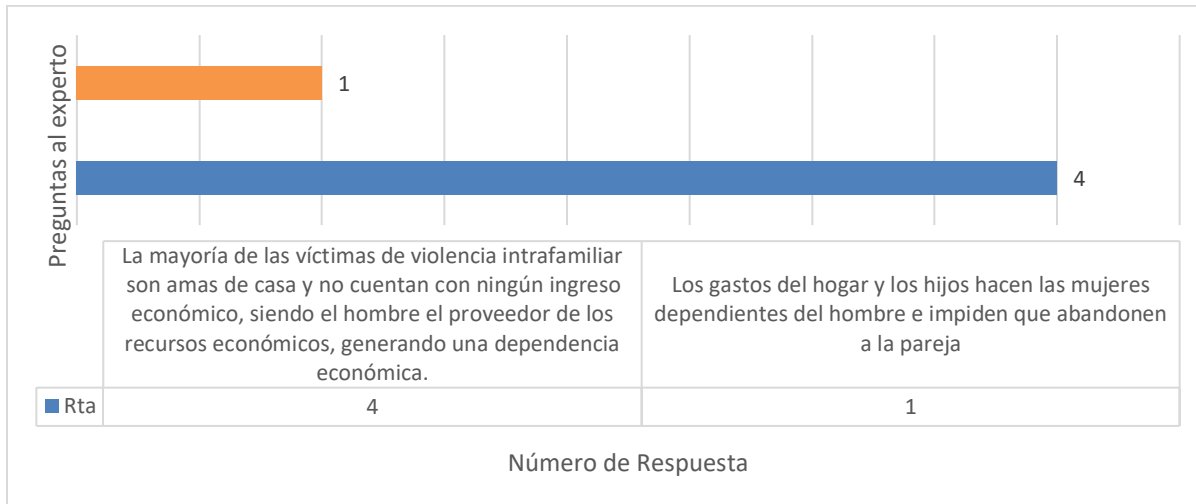 Preguntas al experto
1
4
La mayoría de las víctimas de violencia intrafamiliar
son amas de casa y no cuentan con ningún ingreso
económico, siendo el hombre el proveedor de los
recursos económicos, generando una dependencia
económica.
Los gastos del hogar y los hijos hacen las mujeres
dependientes del hombre e impiden que abandonen
a la pareja
Rta
4
1
Número de Respuesta